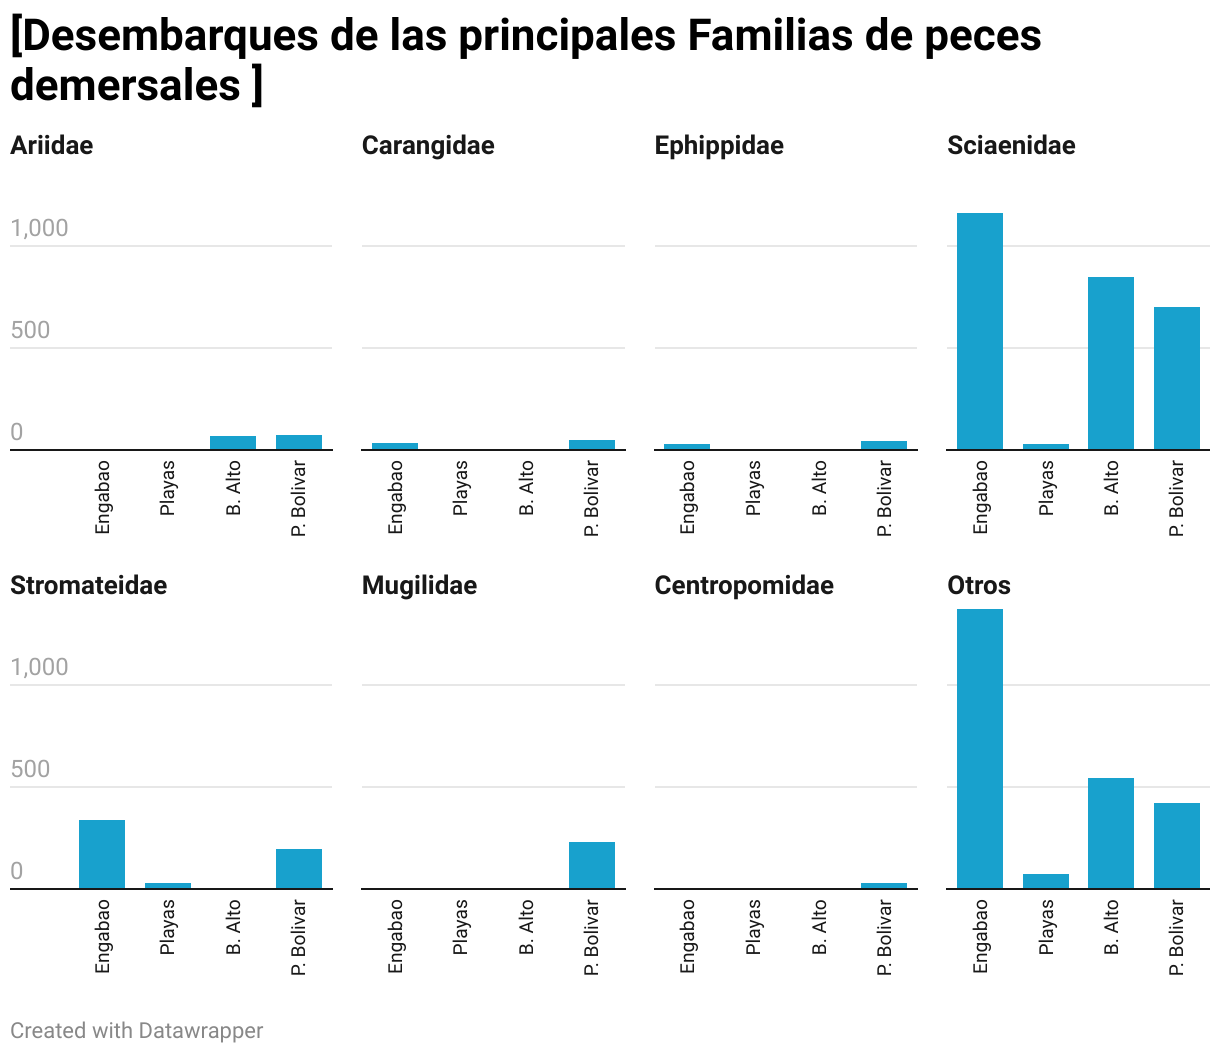 [Desembarques de las principales Familias de peces
demersales ]
Ariidae
Carangidae
Ephippidae
Sciaenidae
1,000
500
0
Engabao
Playas
B. Alto
P. Bolivar
Engabao
Playas
B. Alto
P. Bolivar
Engabao
Playas
B. Alto
P. Bolivar
Engabao
Playas
B. Alto
P. Bolivar
Stromateidae
Mugilidae
Centropomidae
Otros
1,000
500
0
Engabao
Playas
B. Alto
P. Bolivar
Engabao
Playas
B. Alto
P. Bolivar
Engabao
Playas
B. Alto
P. Bolivar
Engabao
Playas
B. Alto
P. Bolivar
Created with Datawrapper